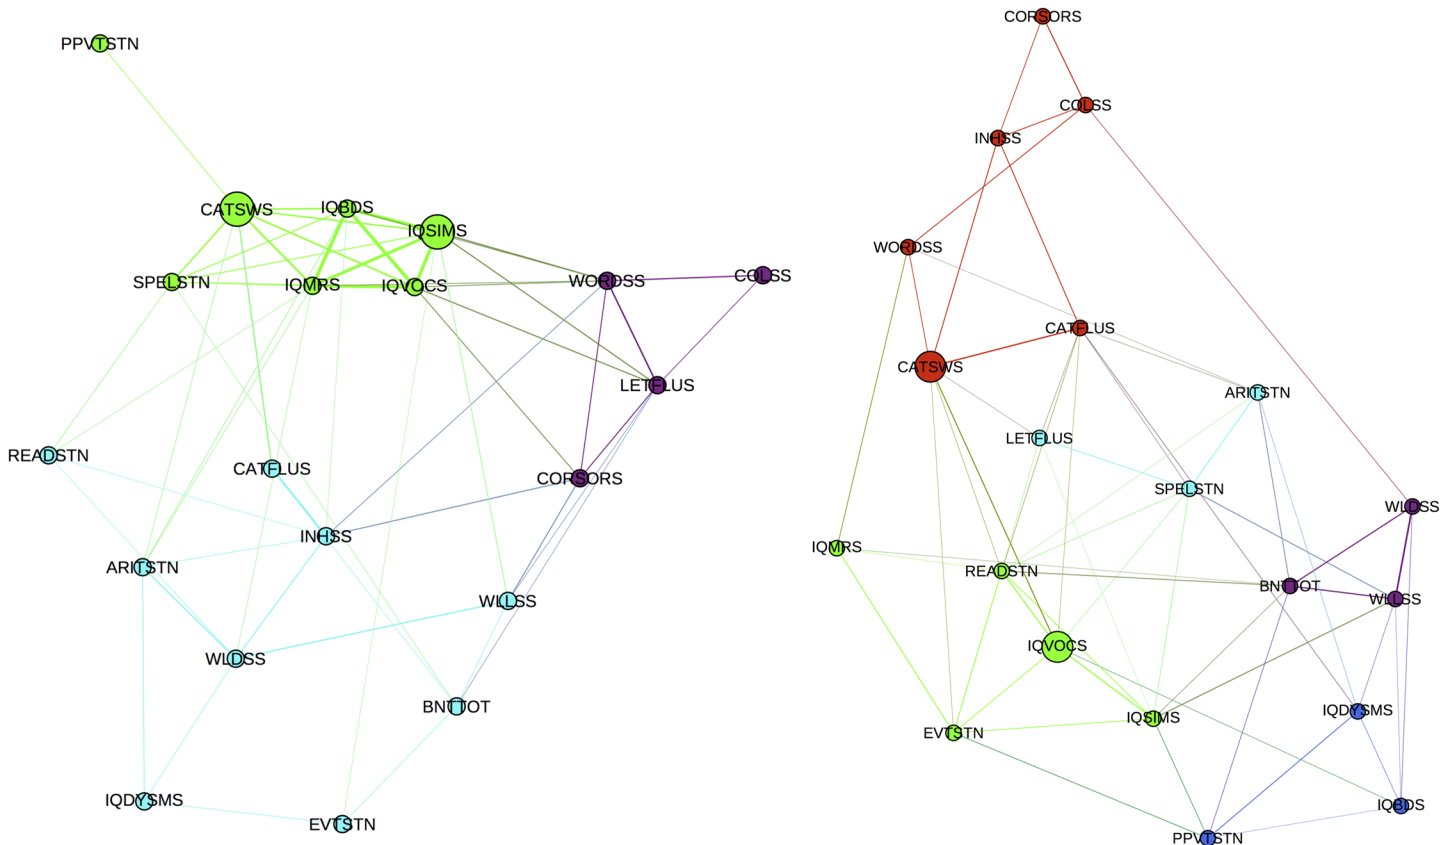 PPVTSTN
CATSWS
IQBDS
IQSIMS
SPELSTN
IQMRS
IQVOCS
WORDSS
COLSS
LETFLUS
READSTN
CATFLUS
CORSORS
INHSS
ARITSTN
WLLSS
WLDSS
BNTTOT
IQDYSMS
EVTSTN
CORSORS
COLSS
INHSS
WORDSS
CATFLUS
CATSWS
ARITSTN
LETFLUS
SPELSTN
WLDSS
IQMRS
READSTN
BNTTOT
WLLSS
IQVOCS
IQDYSMS
IQSIMS
EVTSTN
IQBDS
PPVTSTN